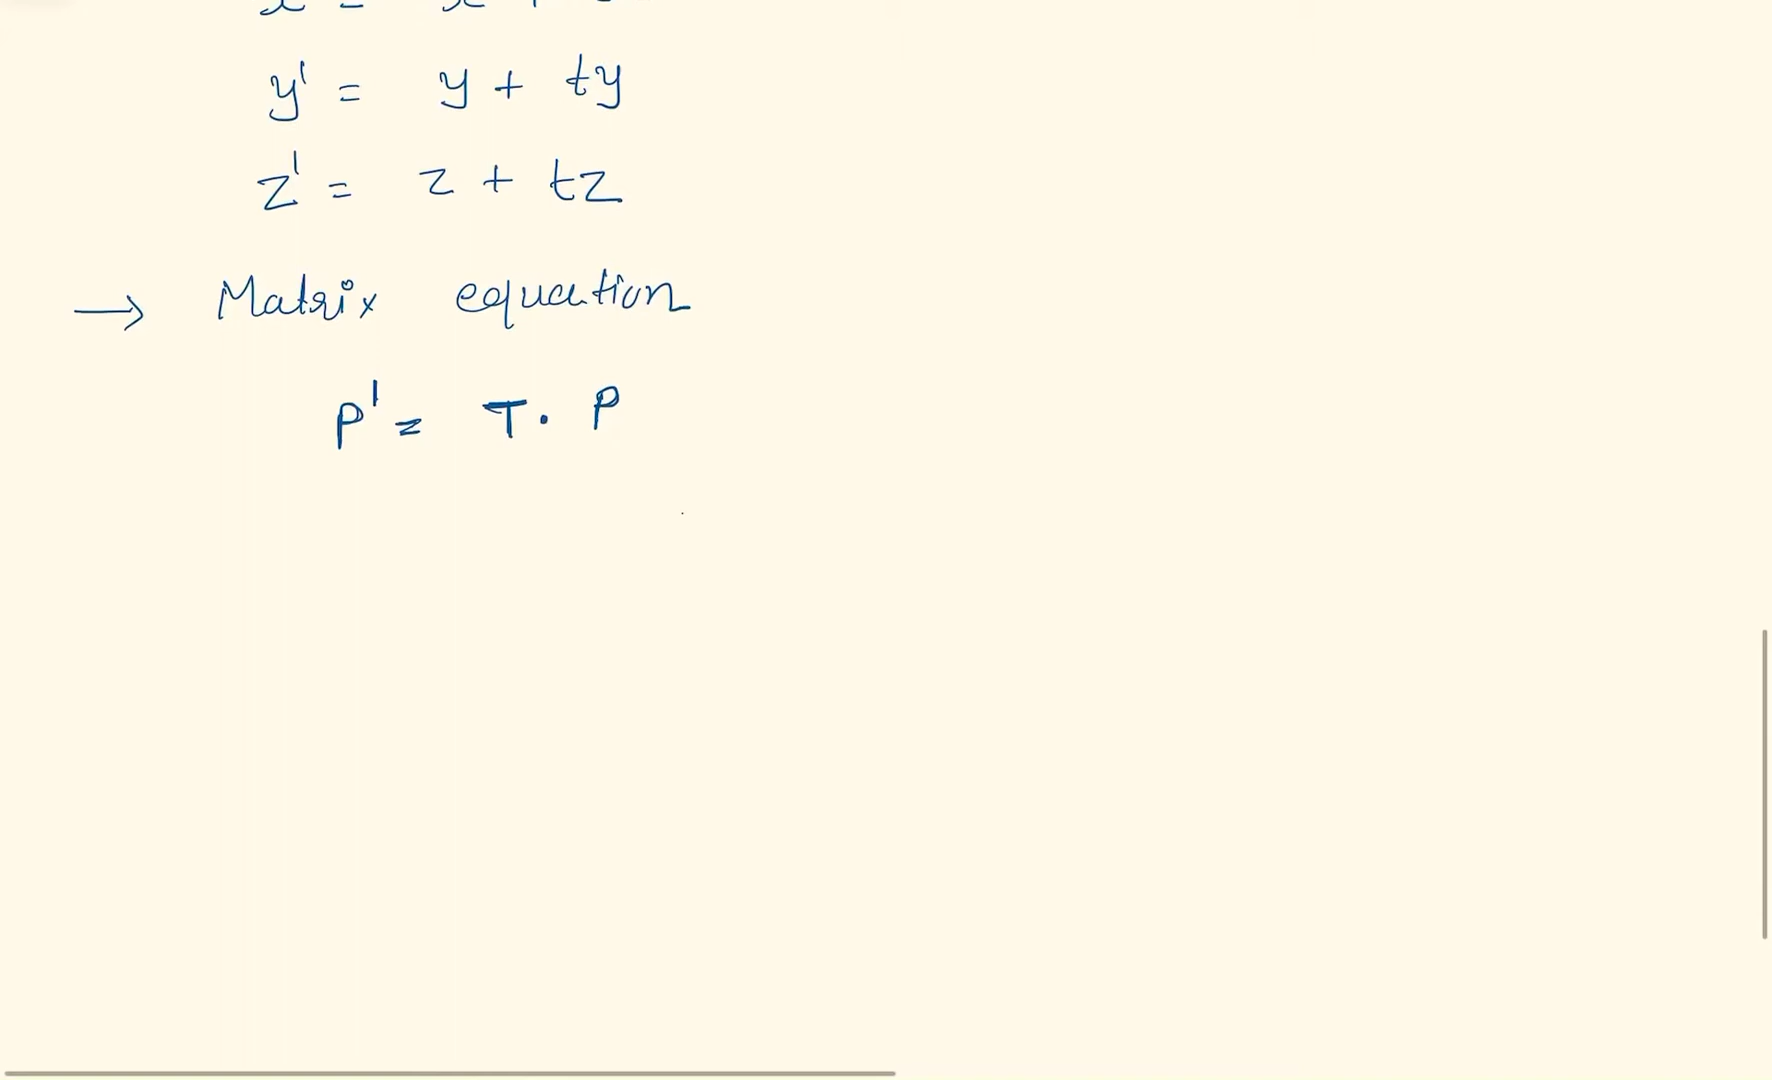 y' = y + ty
z' = z + tz
→ Matrix equation
P' = T. P